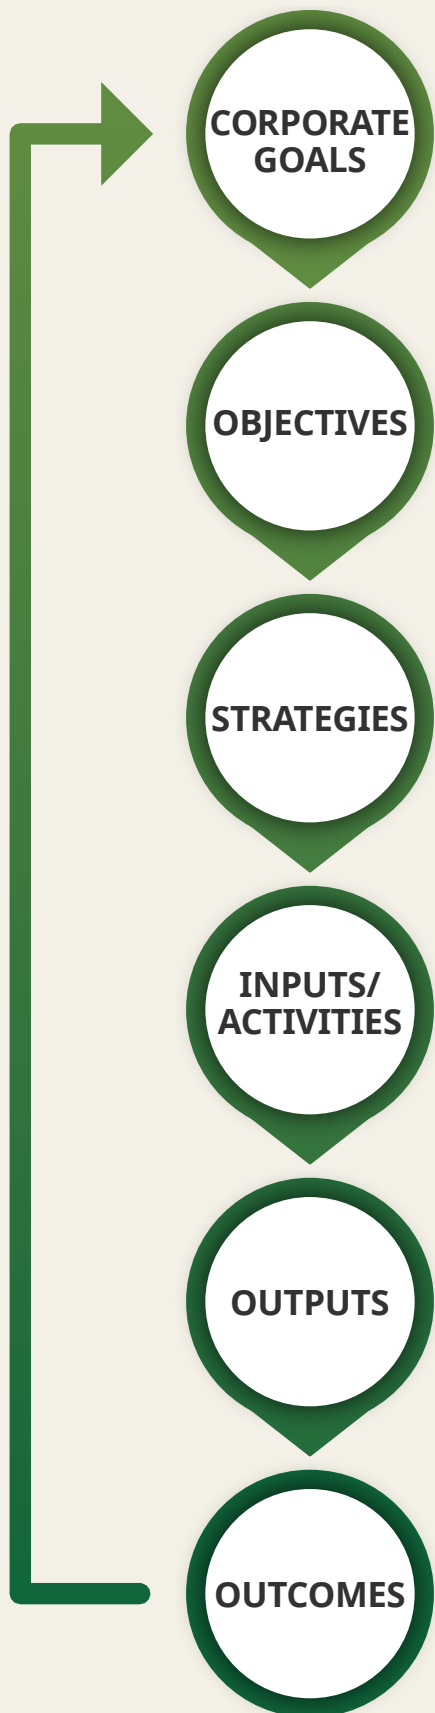 CORPORATE
GOALS
OBJECTIVES
STRATEGIES
INPUTS/
ACTIVITIES
OUTPUTS
OUTCOMES